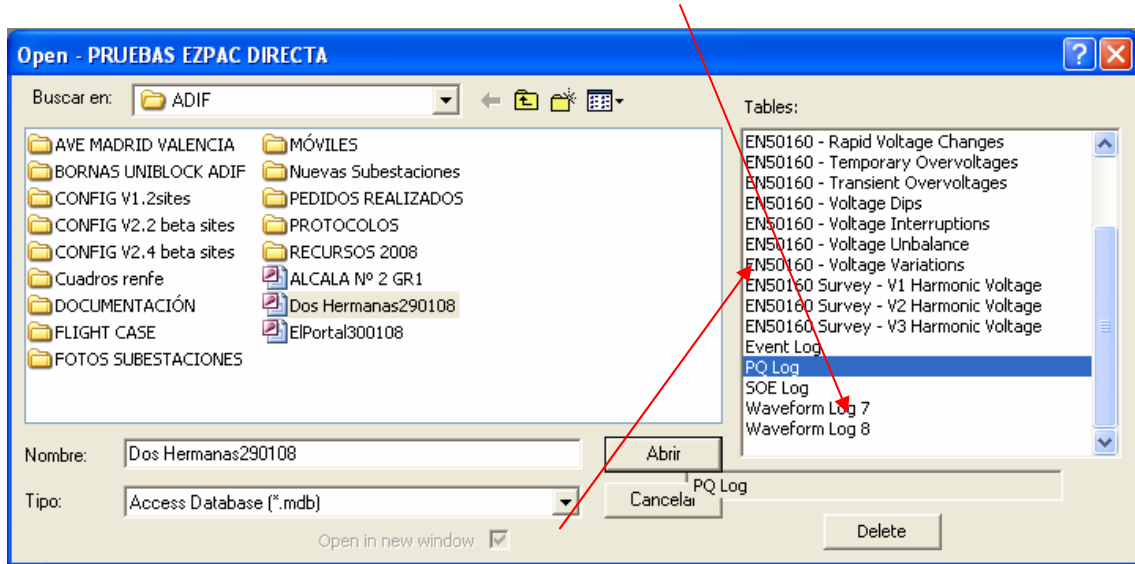 Open - PRUEBAS EZPAC DIRECTA
Buscar en: ADIF
Tables:
AVE MADRID VALENCIA
BORNAS UNIBLOCK ADIF
CONFIG V1.2sites
CONFIG V2.2 beta sites
CONFIG V2.4 beta sites
Cuadros renfe
DOCUMENTACIÓN
FLIGHT CASE
FOTOS SUBESTACIONES
MÓVILES
Nuevas Subestaciones
PEDIDOS REALIZADOS
PROTOCOLOS
RECURSOS 2008
ALCALA Nº 2 GR1
Dos Hermanas290108
ElPortal300108
EN50160 - Rapid Voltage Changes
EN50160 - Temporary Overvoltages
EN50160 - Transient Overvoltages
EN50160 - Voltage Dips
EN50160 - Voltage Interruptions
EN50160 - Voltage Unbalance
EN50160 - Voltage Variations
EN50160 Survey - V1 Harmonic Voltage
EN50160 Survey - V2 Harmonic Voltage
EN50160 Survey - V3 Harmonic Voltage
Event Log
PQ Log
SOE Log
Waveform Log 7
Waveform Log 8
Nombre: Dos Hermanas290108
Abrir
Tipo: Access Database (*.mdb)
Cancelar
PQ Log
Open in new window
Delete